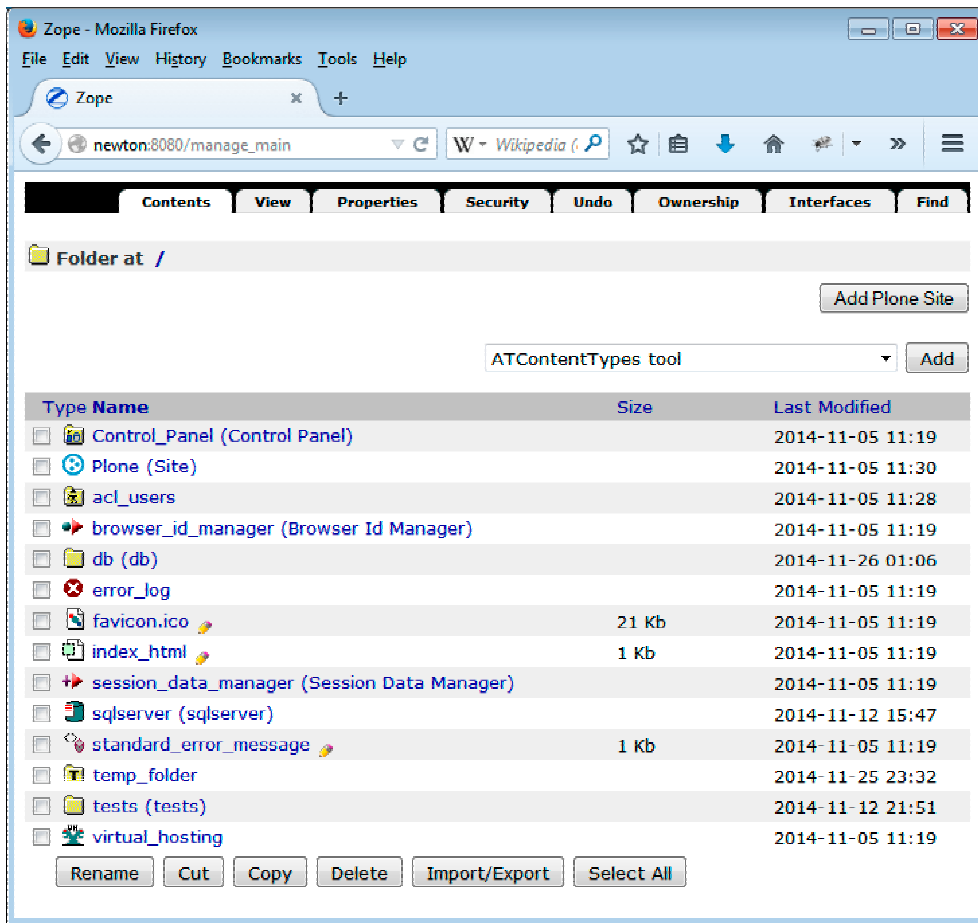 Zope - Mozilla Firefox
File Edit View History Bookmarks Tools Help
Zope
newton:8080/manage_main W Wikipedia (
Contents View Properties Security Undo Ownership Interfaces Find
Folder at /
Add Plone Site
ATContentTypes tool Add
Type Name Size Last Modified
Control_Panel (Control Panel) 2014-11-05 11:19
Plone (Site) 2014-11-05 11:30
acl_users 2014-11-05 11:28
browser_id_manager (Browser Id Manager) 2014-11-05 11:19
db (db) 2014-11-26 01:06
error_log 2014-11-05 11:19
favicon.ico 21 Kb 2014-11-05 11:19
index_html 1 Kb 2014-11-05 11:19
session_data_manager (Session Data Manager) 2014-11-05 11:19
sqlserver (sqlserver) 2014-11-12 15:47
standard_error_message 1 Kb 2014-11-05 11:19
temp_folder 2014-11-25 23:32
tests (tests) 2014-11-12 21:51
virtual_hosting 2014-11-05 11:19
Rename Cut Copy Delete Import/Export Select All